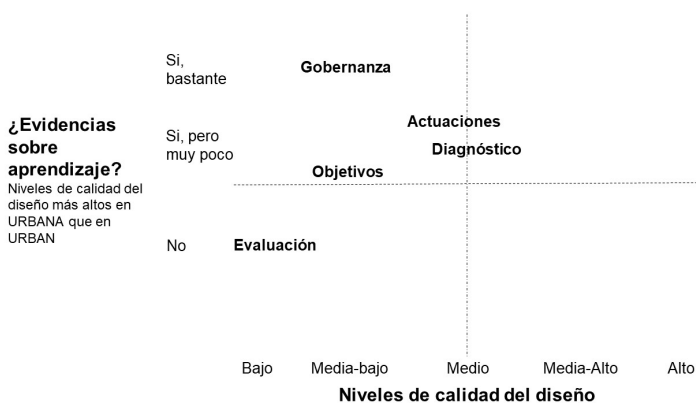 ¿Evidencias
sobre
aprendizaje?
Niveles de calidad del
diseño más altos en
URBANA que en
URBAN
Si,
bastante
Gobernanza
Si, pero
muy poco
Actuaciones
Diagnóstico
Objetivos
No
Evaluación
Bajo
Media-bajo
Medio
Media-Alto
Alto
Niveles de calidad del diseño